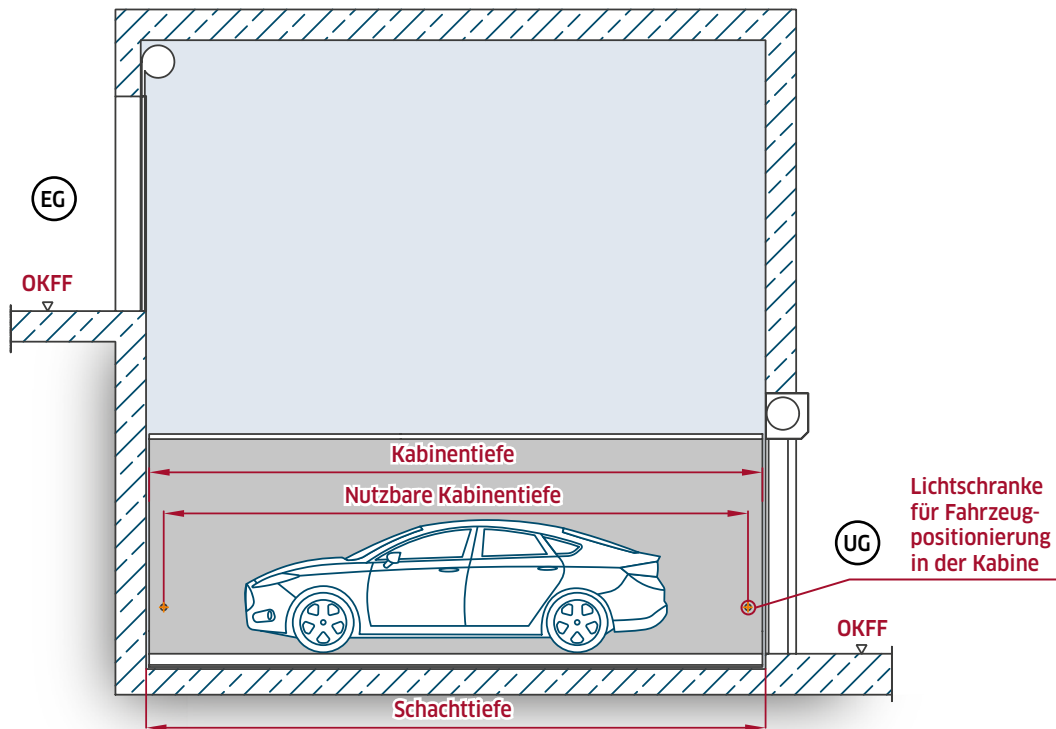 EG
OKFF
Kabinentiefe
Nutzbare Kabinentiefe
Lichtschranke
für Fahrzeug-
positionierung
in der Kabine
UG
OKFF
Schachttiefe